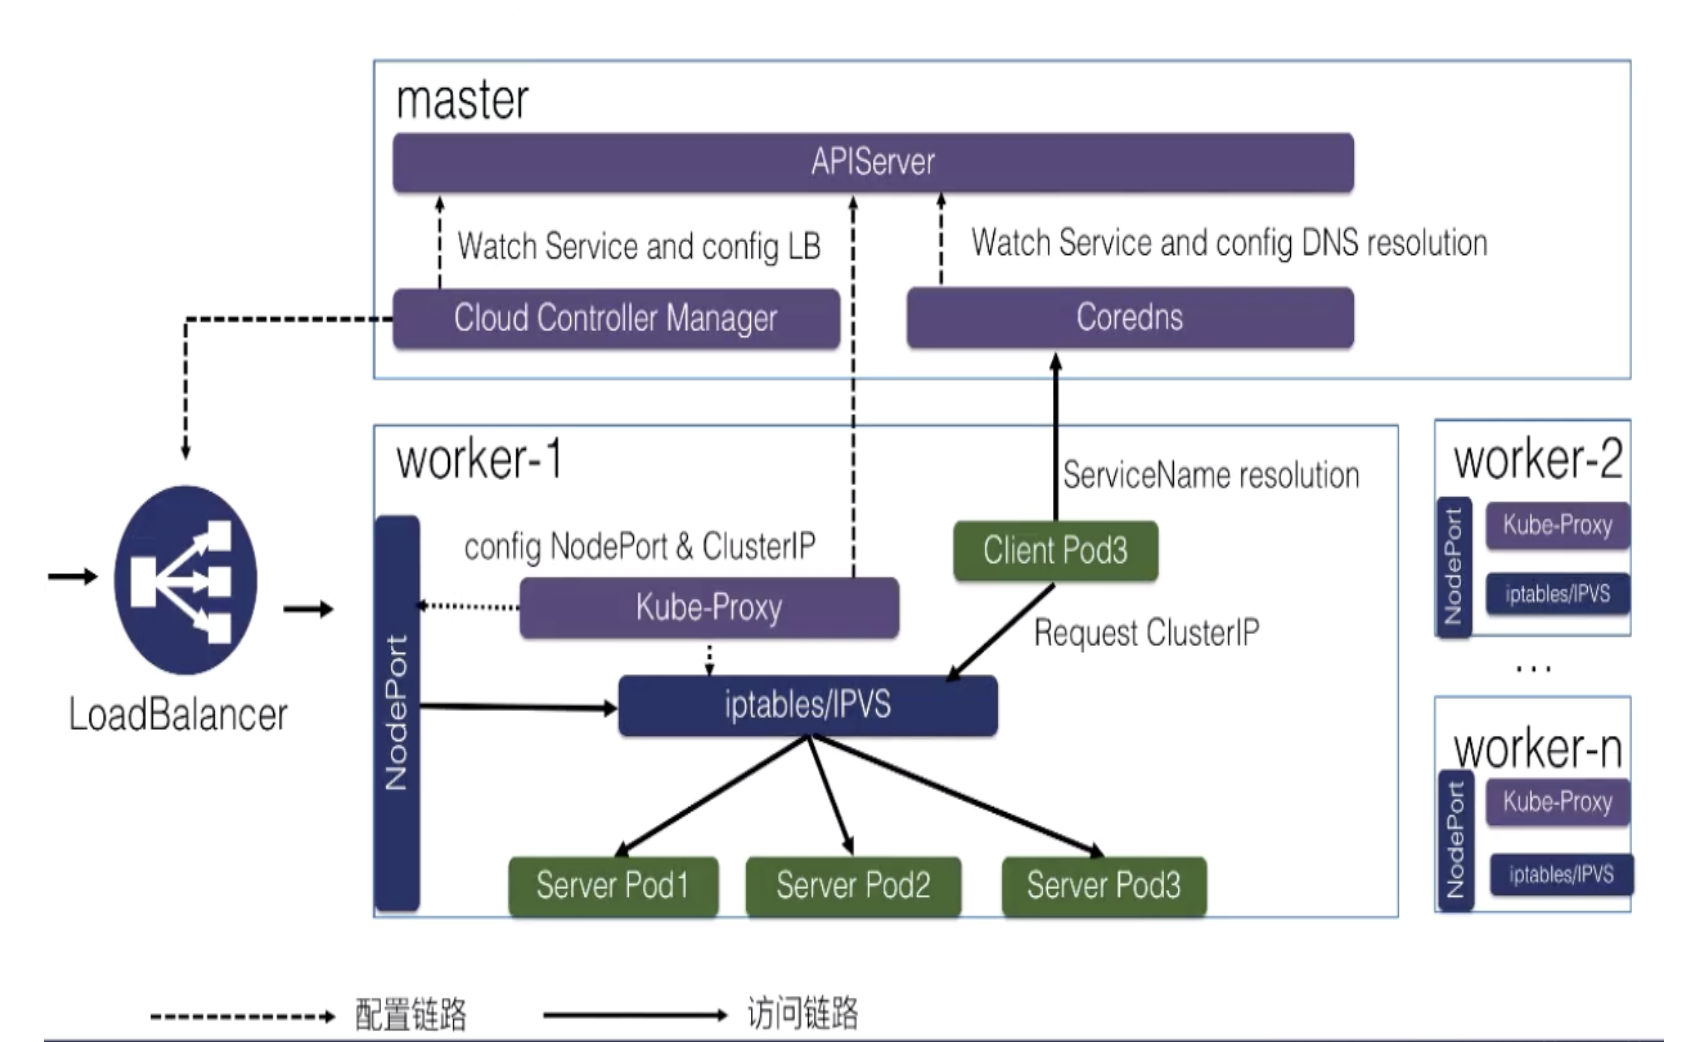 master
APIServer
Watch Service and config LB
Watch Service and config DNS resolution
Cloud Controller Manager
Coredns
LoadBalancer
worker-1
NodePort
config NodePort & ClusterIP
Kube-Proxy
ServiceName resolution
Client Pod3
Request ClusterIP
iptables/IPVS
Server Pod1
Server Pod2
Server Pod3
worker-2
NodePort
Kube-Proxy
iptables/IPVS
...
worker-n
NodePort
Kube-Proxy
iptables/IPVS
配置链路
访问链路